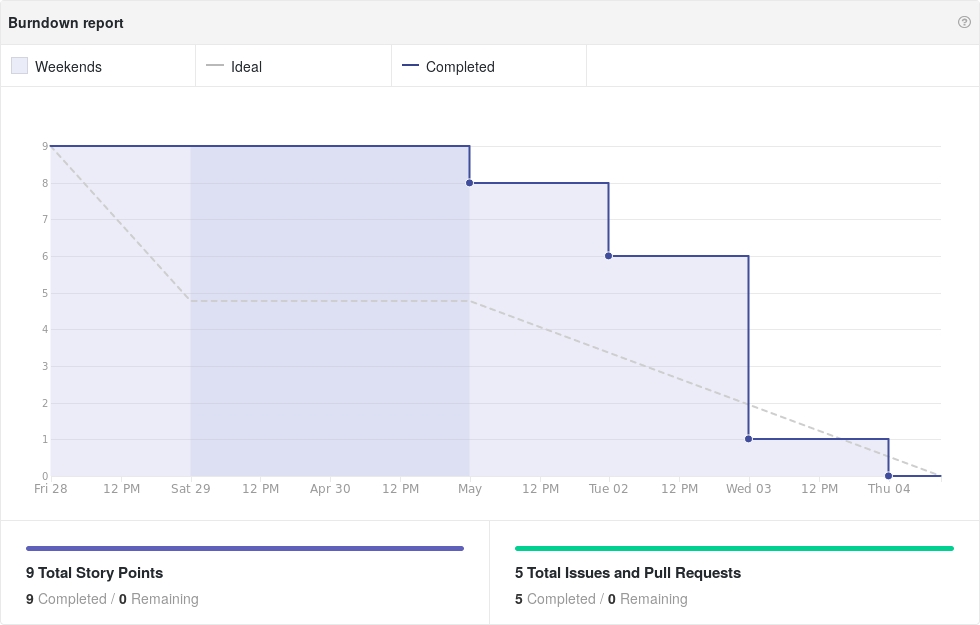 Burndown report
?
Weekends
Ideal
Completed
9
8
7
6
5
4
3
2
1
0
Fri 28 12 PM Sat 29 12 PM Apr 30 12 PM May 12 PM Tue 02 12 PM Wed 03 12 PM Thu 04
9 Total Story Points
9 Completed / 0 Remaining
5 Total Issues and Pull Requests
5 Completed / 0 Remaining